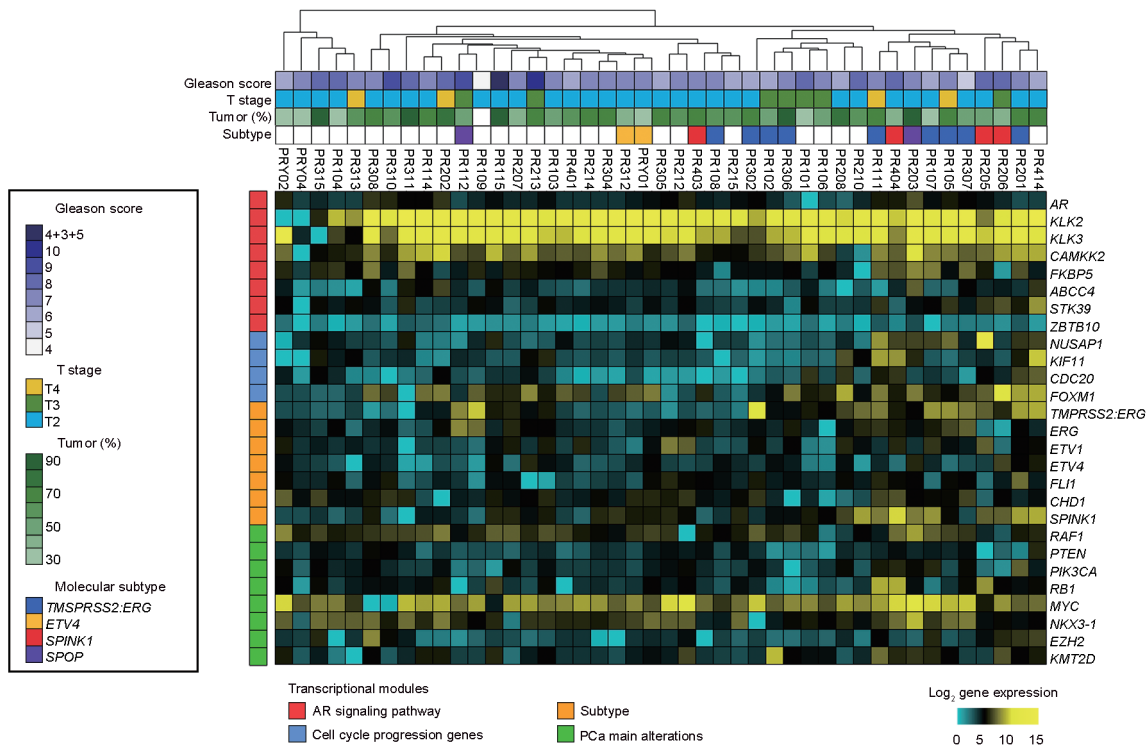 Gleason score
T stage
Tumor (%)
Subtype
PRY02
PRY04
PR315
PR104
PR313
PR308
PR310
PR311
PR114
PR202
PR112
PR109
PR115
PR207
PR213
PR103
PR401
PR214
PR304
PR312
PRY01
PR305
PR212
PR403
PR108
PR215
PR302
PR102
PR306
PR101
PR106
PR208
PR210
PR111
PR404
PR203
PR107
PR105
PR307
PR205
PR206
PR201
PR414
AR
KLK2
KLK3
CAMKK2
FKBP5
ABCC4
STK39
ZBTB10
NUSAP1
KIF11
CDC20
FOXM1
TMPRSS2:ERG
ERG
ETV1
ETV4
FLI1
CHD1
SPINK1
RAF1
PTEN
PIK3CA
RB1
MYC
NKX3-1
EZH2
KMT2D
Gleason score
4+3+5
10
9
8
7
6
5
4
T stage
T4
T3
T2
Tumor (%)
90
70
50
30
Molecular subtype
TMSPRSS2:ERG
ETV4
SPINK1
SPOP
Transcriptional modules
AR signaling pathway
Cell cycle progression genes
Subtype
PCa main alterations
Log2 gene expression
0 5 10 15